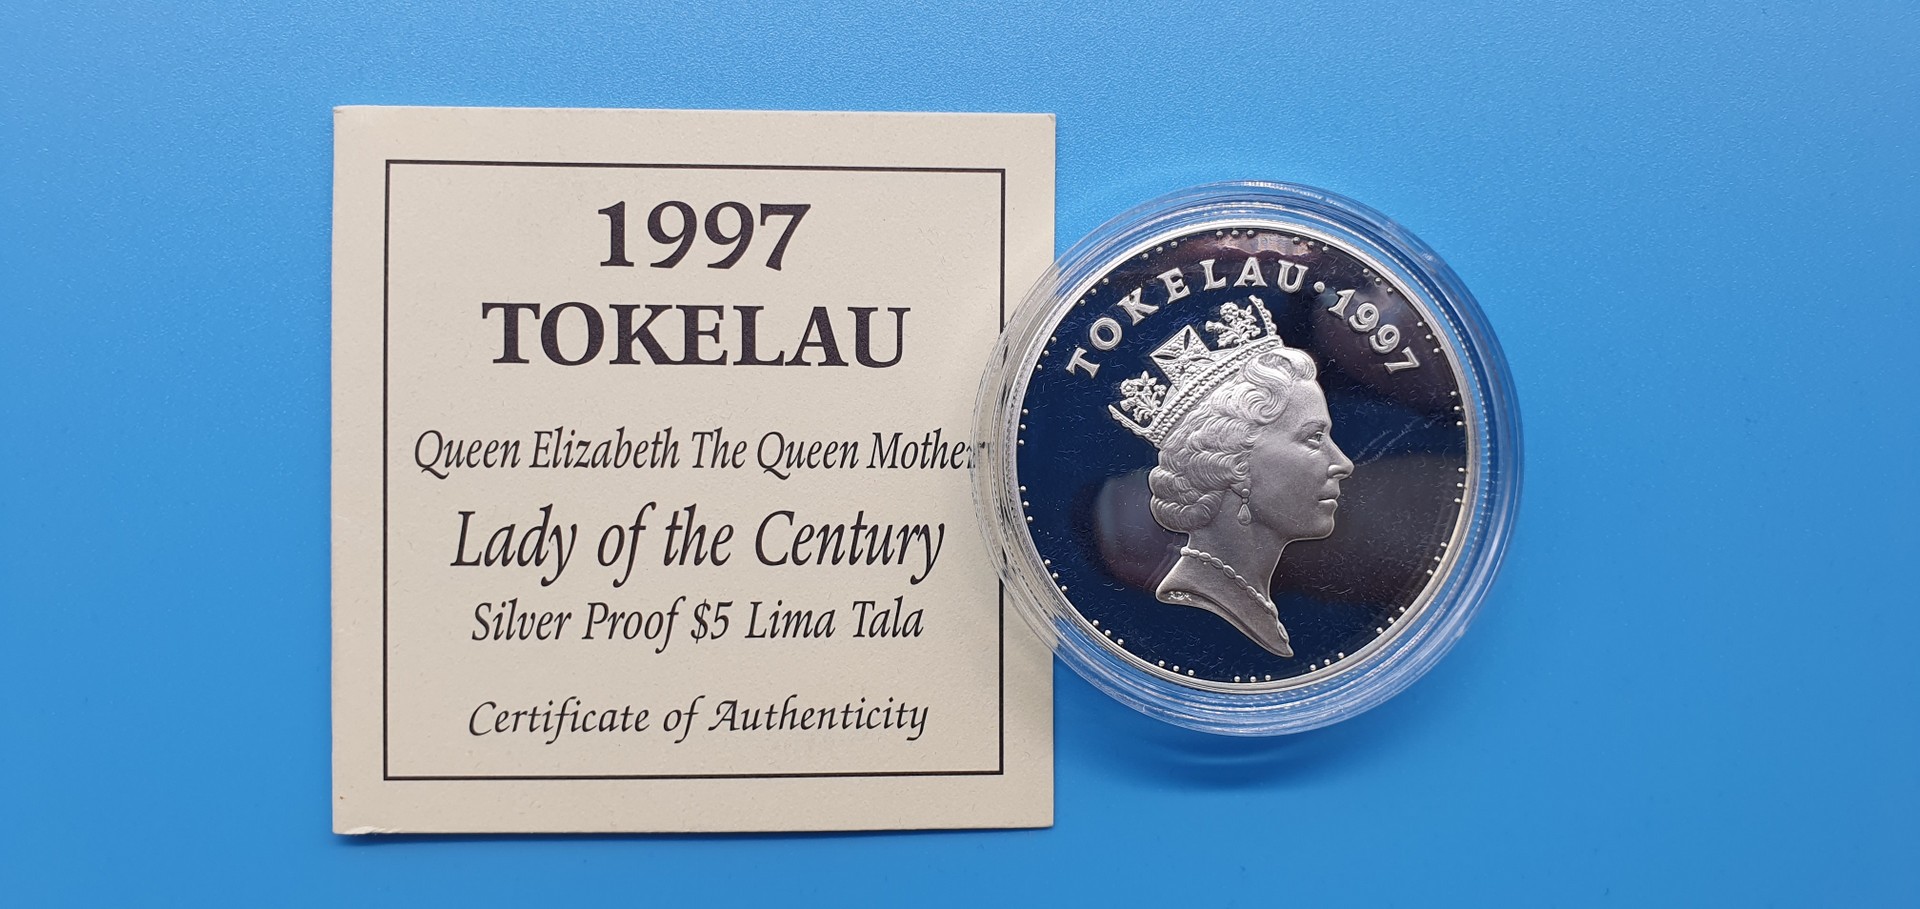 1997
TOKELAU
Queen Elizabeth The Queen Mother
Lady of the Century
Silver Proof $5 Lima Tala
Certificate of Authenticity
TOKELAU · 1997